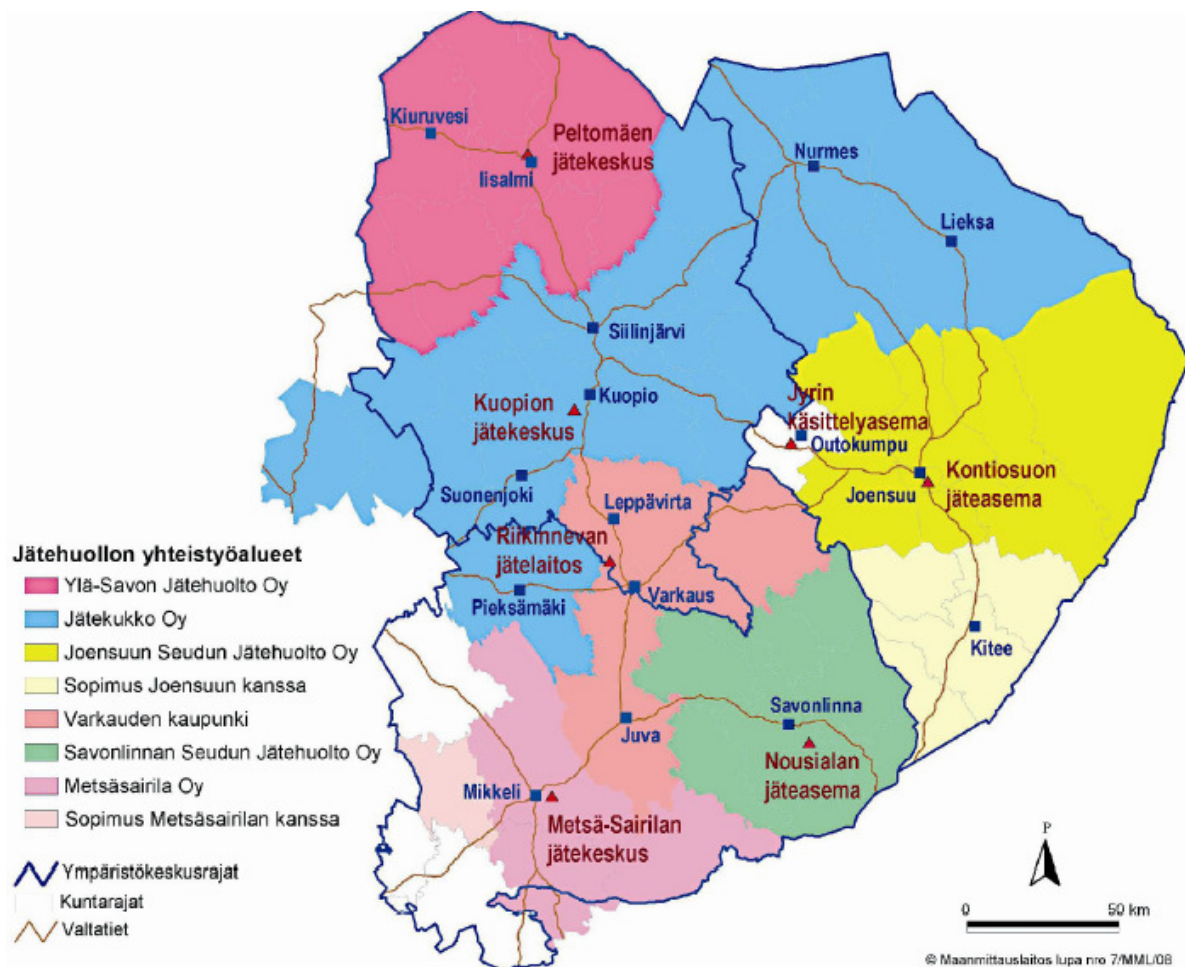 Kiuruvesi
Peltomäen
jätekeskus
Iisalmi
Nurmes
Lieksa
Siilinjärvi
Kuopio
Kuopion
jätekeskus
Jyrin
käsittelyasema
Outokumpu
Joensuu
Kontiosuon
jäteasema
Suonenjoki
Leppävirta
Riikinnevan
jätelaitos
Pieksämäki
Varkaus
Kitee
Savonlinna
Juva
Nousialan
jäteasema
Mikkeli
Metsä-Sairilan
jätekeskus
Jätehuollon yhteistyöalueet
Ylä-Savon Jätehuolto Oy
Jätekukko Oy
Joensuun Seudun Jätehuolto Oy
Sopimus Joensuun kanssa
Varkauden kaupunki
Savonlinnan Seudun Jätehuolto Oy
Metsäsairila Oy
Sopimus Metsäsairilan kanssa
Ympäristökeskusrajat
Kuntarajat
Valtatiet
P
0 50 km
© Maanmittauslaitos lupa nro 7/MML/08